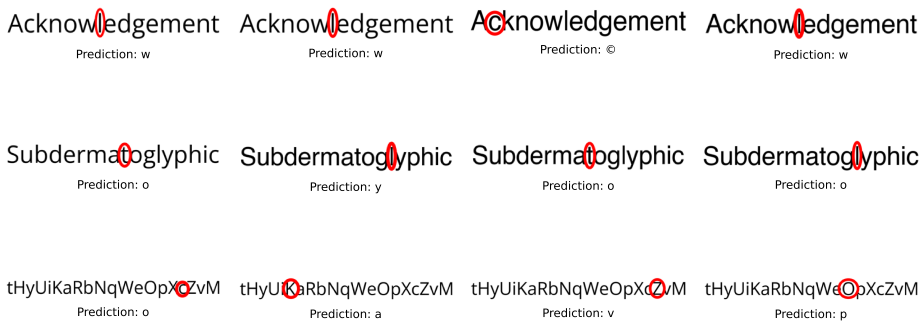 Acknowledgement Acknowledgement Acknowledgement Acknowledgement
Prediction: w Prediction: w Prediction: © Prediction: w
Subdermatoglyphic Subdermatoglyphic Subdermatoglyphic Subdermatoglyphic
Prediction: o Prediction: y Prediction: o Prediction: o
tHyUiKaRbNqWeOpXcZvM tHyUiKaRbNqWeOpXcZvM tHyUiKaRbNqWeOpXcZvM tHyUiKaRbNqWeOpXcZvM
Prediction: o Prediction: a Prediction: v Prediction: p